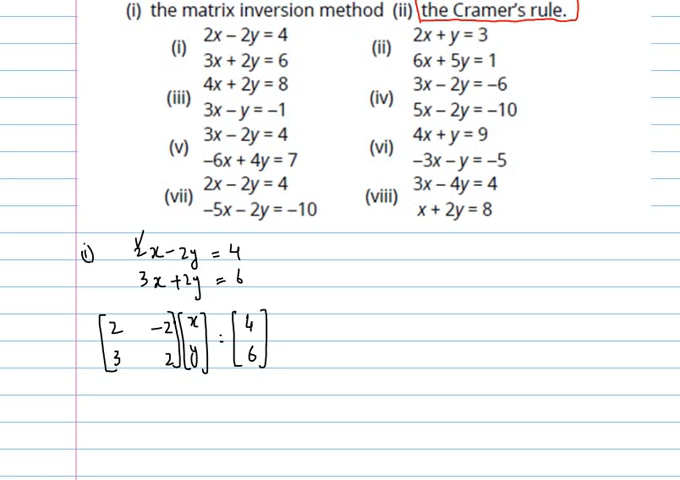 (i) the matrix inversion method (ii) the Cramer's rule.
(i) 2x – 2y = 4
3x + 2y = 6
(ii) 2x + y = 3
6x + 5y = 1
(iii) 4x + 2y = 8
3x – y = –1
(iv) 3x – 2y = –6
5x – 2y = –10
(v) 3x – 2y = 4
–6x + 4y = 7
(vi) 4x + y = 9
–3x – y = –5
(vii) 2x – 2y = 4
–5x – 2y = –10
(viii) 3x – 4y = 4
x + 2y = 8
(i) 2x – 2y = 4
3x + 2y = 6
[2 –2] [x] = [4]
[3 2] [y] [6]